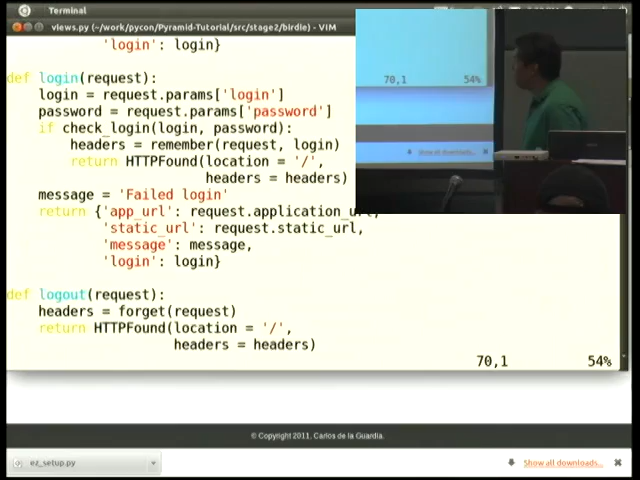 Terminal
views.py (~/work/pycon/Pyramid-Tutorial/src/stage2/birdie) - VIM
'login': login}
def login(request):
login = request.params['login']
password = request.params['password']
if check_login(login, password):
headers = remember(request, login)
return HTTPFound(location = '/',
headers = headers)
message = 'Failed login'
return {'app_url': request.application_url,
'static_url': request.static_url,
'message': message,
'login': login}
def logout(request):
headers = forget(request)
return HTTPFound(location = '/',
headers = headers)
70,1 54%
70,1 54%
Show all downloads...
© Copyright 2011, Carlos de la Guardia.
ez_setup.py
Show all downloads...